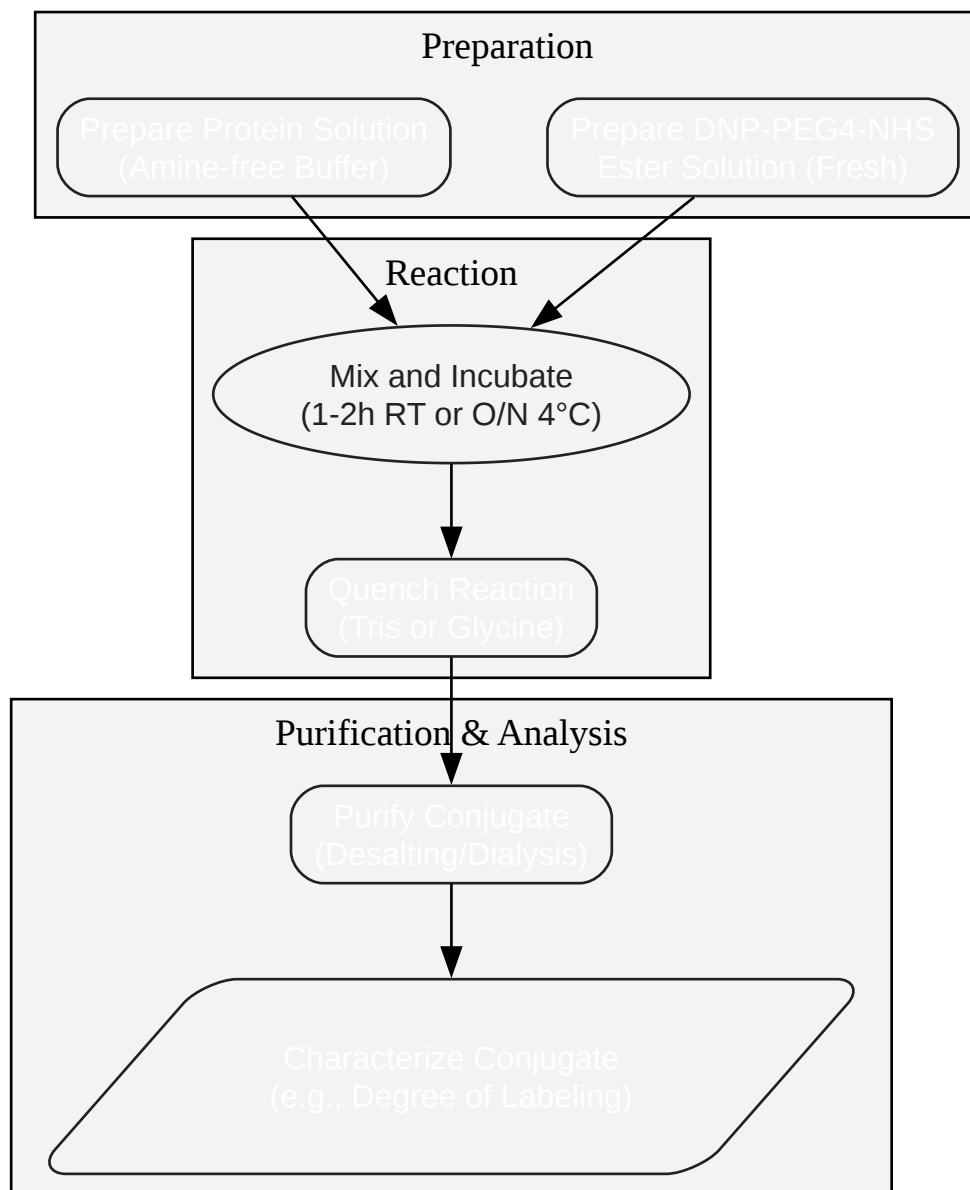 Preparation
Prepare Protein Solution
(Amine-free Buffer)
Prepare DNP-PEG4-NHS
Ester Solution (Fresh)
Reaction
Mix and Incubate
(1-2h RT or O/N 4°C)
Quench Reaction
(Tris or Glycine)
Purification & Analysis
Purify Conjugate
(Desalting/Dialysis)
Characterize Conjugate
(e.g., Degree of Labeling)